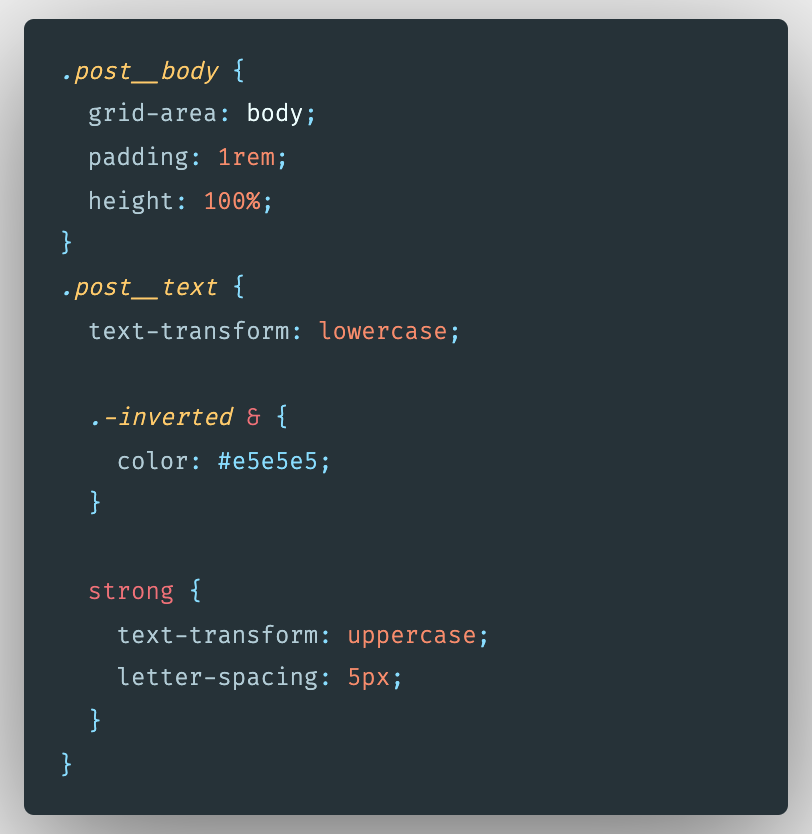 .post__body {
  grid-area: body;
  padding: 1rem;
  height: 100%;
}
.post__text {
  text-transform: lowercase;

  .-inverted & {
    color: #e5e5e5;
  }

  strong {
    text-transform: uppercase;
    letter-spacing: 5px;
  }
}